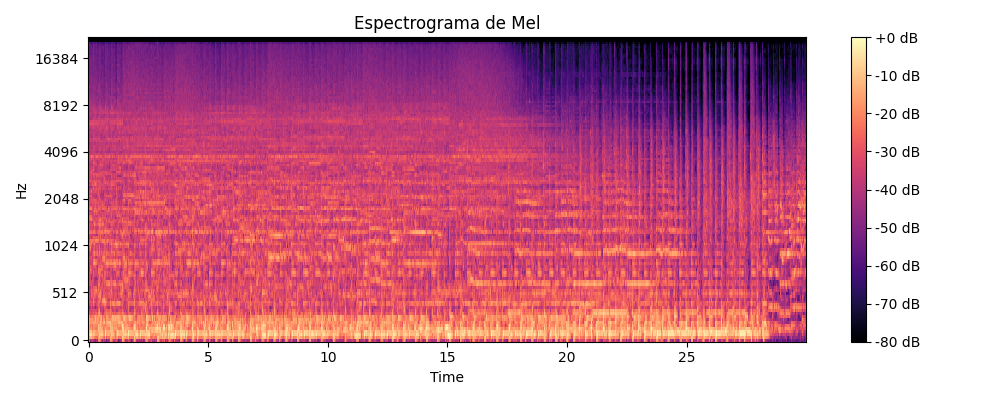 Espectrograma de Mel
Hz
16384
8192
4096
2048
1024
512
0
0 5 10 15 20 25
Time
+0 dB
-10 dB
-20 dB
-30 dB
-40 dB
-50 dB
-60 dB
-70 dB
-80 dB